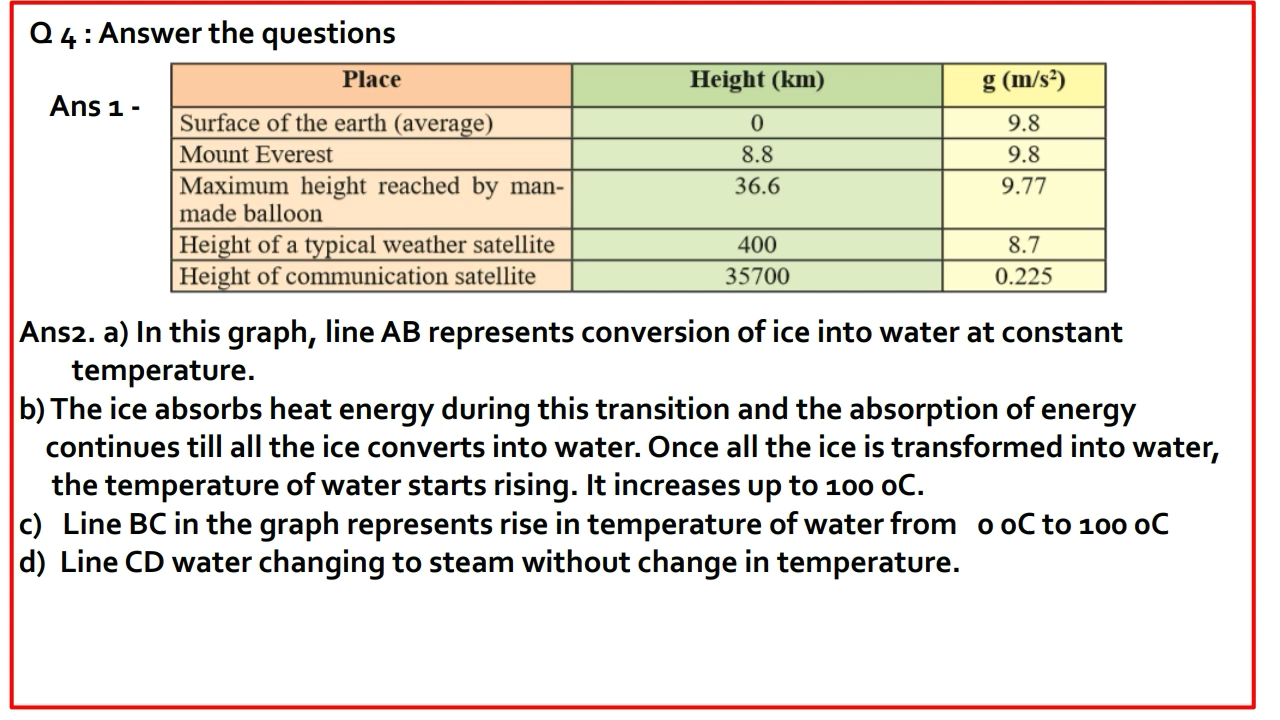 Q 4 : Answer the questions
Ans 1 -
Place Height (km) g (m/s²)
Surface of the earth (average) 0 9.8
Mount Everest 8.8 9.8
Maximum height reached by man- 36.6 9.77
made balloon
Height of a typical weather satellite 400 8.7
Height of communication satellite 35700 0.225
Ans2. a) In this graph, line AB represents conversion of ice into water at constant
temperature.
b) The ice absorbs heat energy during this transition and the absorption of energy
continues till all the ice converts into water. Once all the ice is transformed into water,
the temperature of water starts rising. It increases up to 100 oC.
c) Line BC in the graph represents rise in temperature of water from 0 oC to 100 oC
d) Line CD water changing to steam without change in temperature.